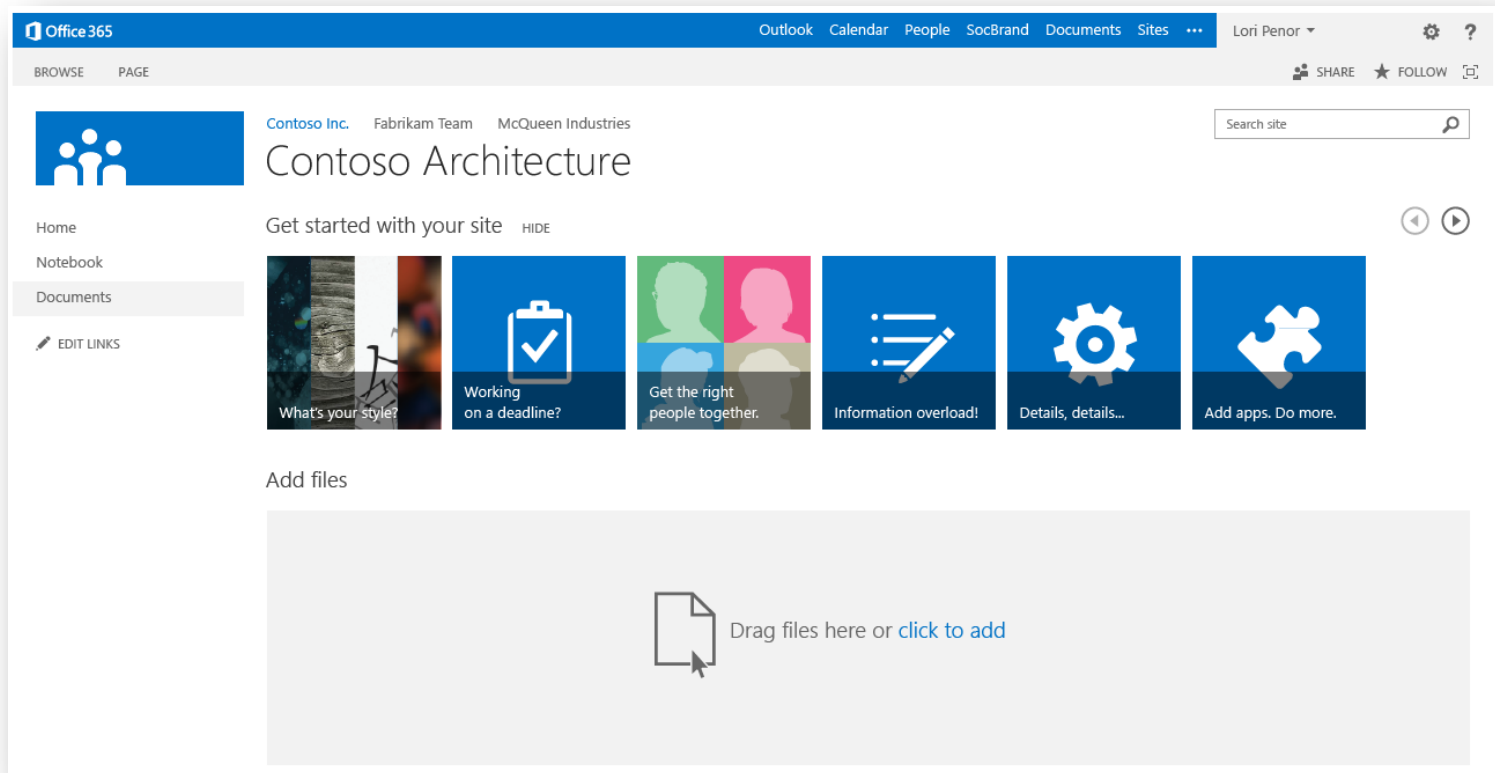 Office 365 Outlook Calendar People SocBrand Documents Sites ••• Lori Penor ?
BROWSE PAGE SHARE FOLLOW
Contoso Inc. Fabrikam Team McQueen Industries Search site
Contoso Architecture
Home
Notebook
Documents
EDIT LINKS
Get started with your site HIDE
What's your style?
Working
on a deadline?
Get the right
people together.
Information overload!
Details, details...
Add apps. Do more.
Add files
Drag files here or click to add